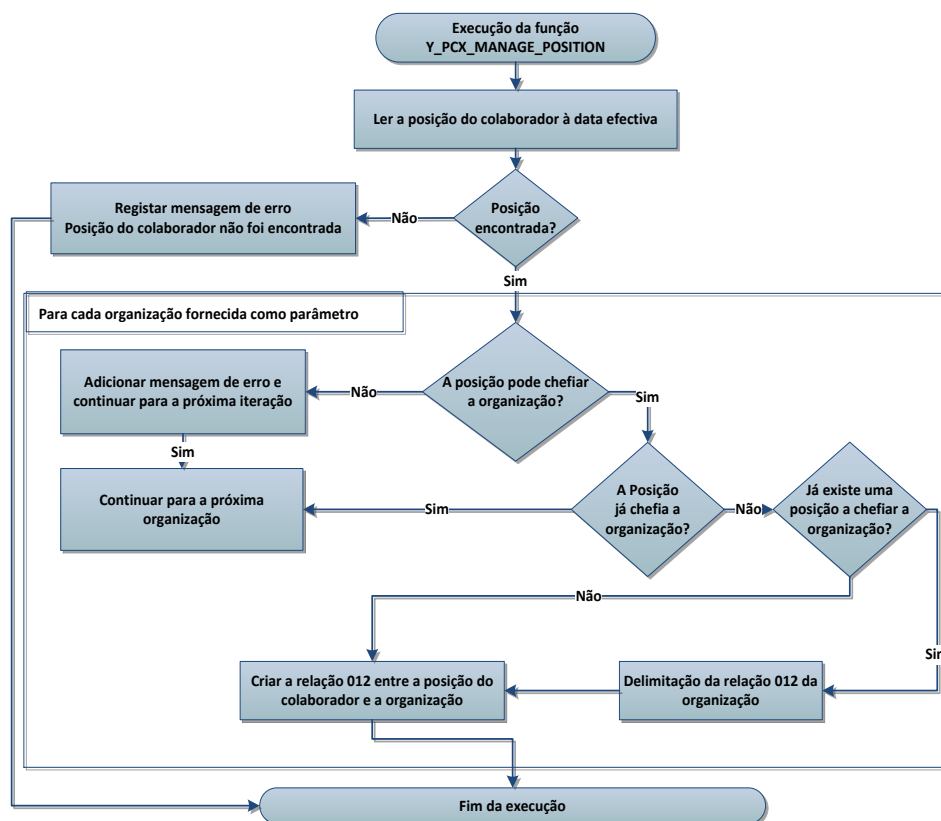 Execução da função
Y_PCX_MANAGE_POSITION
Ler a posição do colaborador à data efectiva
Posição
encontrada?
Não
Registar mensagem de erro
Posição do colaborador não foi encontrada
Sim
Para cada organização fornecida como parâmetro
A posição pode chefiar
a organização?
Não
Adicionar mensagem de erro e
continuar para a próxima iteração
Sim
Sim
Continuar para a próxima
organização
Sim
A Posição
já chefia a
organização?
Não
Já existe uma
posição a chefiar a
organização?
Não
Sim
Criar a relação 012 entre a posição do
colaborador e a organização
Delimitação da relação 012 da
organização
Fim da execução